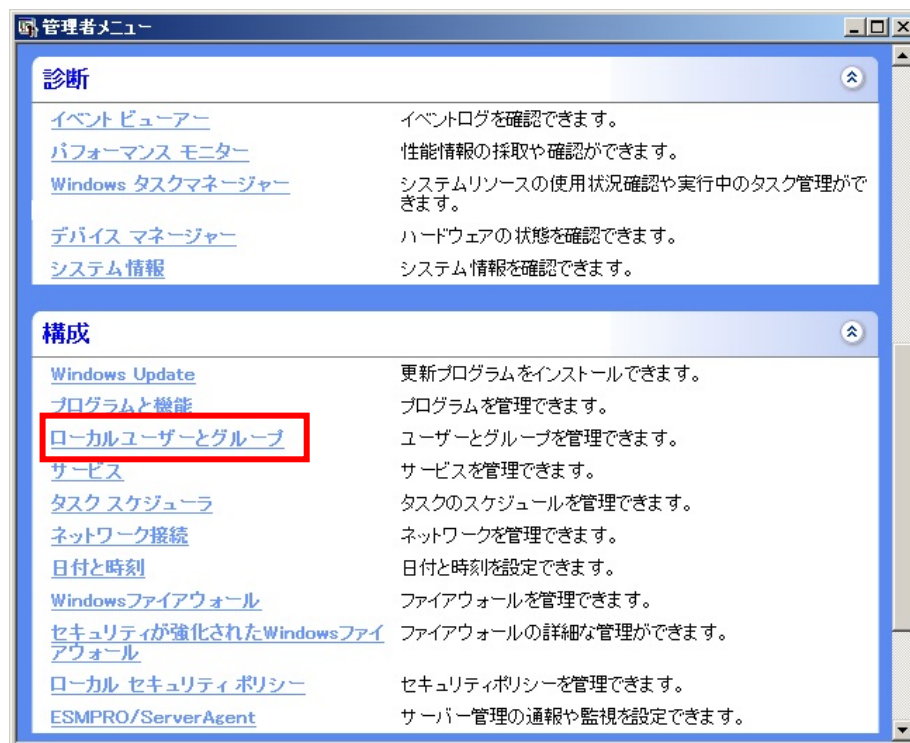 管理者メニュー
診断
イベント ビューアー
イベントログを確認できます。
パフォーマンス モニター
性能情報の採取や確認ができます。
Windows タスクマネージャー
システムリソースの使用状況確認や実行中のタスク管理がで
きます。
デバイス マネージャー
ハードウェアの状態を確認できます。
システム情報
システム情報を確認できます。
構成
Windows Update
更新プログラムをインストールできます。
プログラムと機能
プログラムを管理できます。
ローカルユーザーとグループ
ユーザーとグループを管理できます。
サービス
サービスを管理できます。
タスク スケジューラ
タスクのスケジュールを管理できます。
ネットワーク接続
ネットワークを管理できます。
日付と時刻
日付と時刻を設定できます。
Windowsファイアウォール
ファイアウォールを管理できます。
セキュリティが強化されたWindowsファイ
アウォール
ファイアウォールの詳細な管理ができます。
ローカル セキュリティ ポリシー
セキュリティポリシーを管理できます。
ESMPRO/ServerAgent
サーバー管理の通報や監視を設定できます。